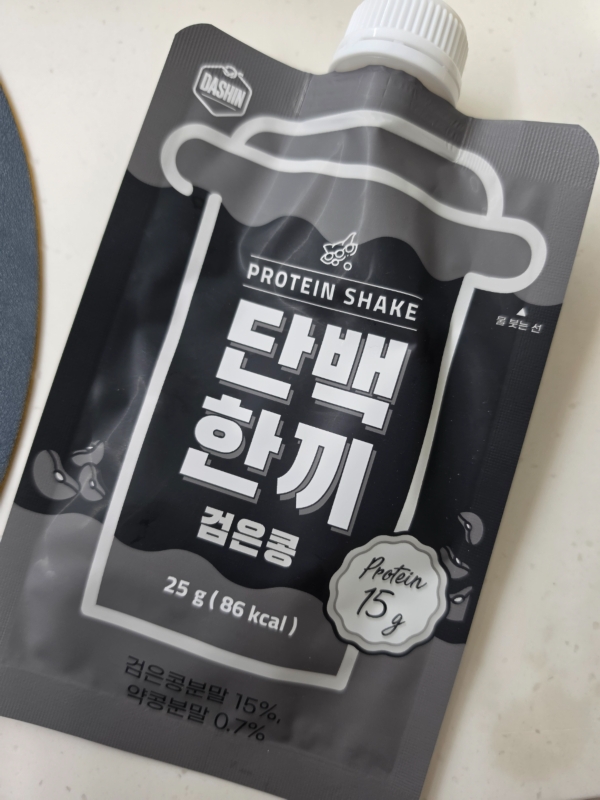 DASHIN
PROTEIN SHAKE
단백
한끼
검은콩
물 붓는 선
25 g ( 86 kcal )
Protein
15 g
검은콩분말 15%,
약콩분말 0.7%